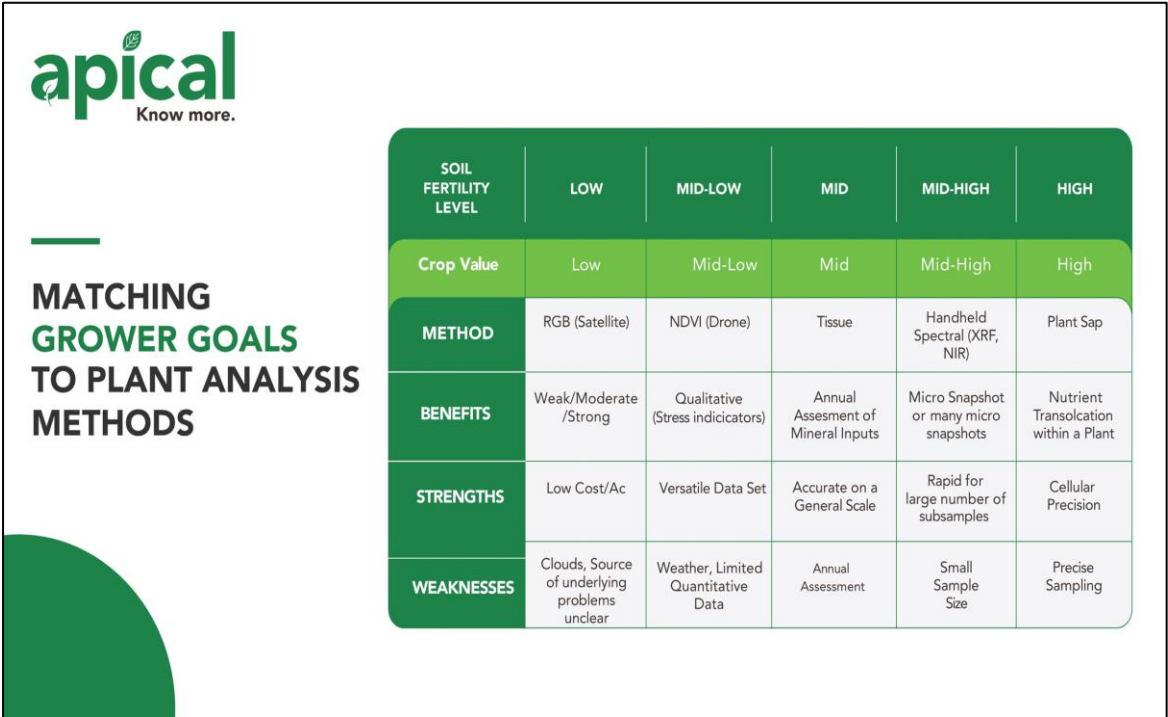 apical
Know more.
MATCHING
GROWER GOALS
TO PLANT ANALYSIS
METHODS
SOIL
FERTILITY
LEVEL
LOW
MID-LOW
MID
MID-HIGH
HIGH
Crop Value
Low
Mid-Low
Mid
Mid-High
High
METHOD
RGB (Satellite)
NDVI (Drone)
Tissue
Handheld
Spectral (XRF,
NIR)
Plant Sap
BENEFITS
Weak/Moderate
/Strong
Qualitative
(Stress indicicators)
Annual
Assesment of
Mineral Inputs
Micro Snapshot
or many micro
snapshots
Nutrient
Transolcation
within a Plant
STRENGTHS
Low Cost/Ac
Versatile Data Set
Accurate on a
General Scale
Rapid for
large number of
subsamples
Cellular
Precision
WEAKNESSES
Clouds, Source
of underlying
problems
unclear
Weather, Limited
Quantitative
Data
Annual
Assessment
Small
Sample
Size
Precise
Sampling